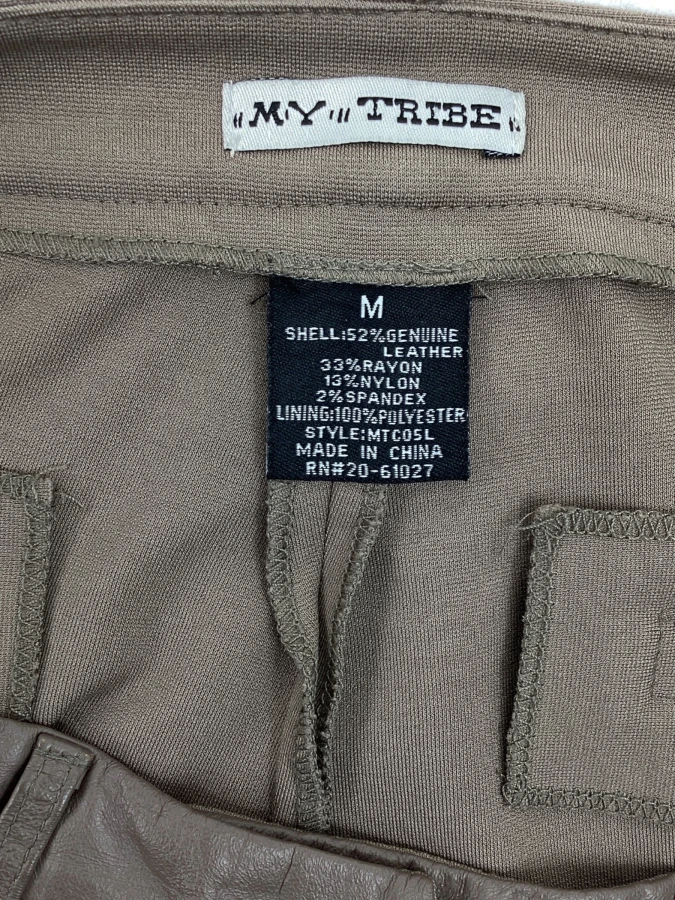 "M·Y·" TRIBE"
M
SHELL:52%GENUINE
LEATHER
33%RAYON
13%NYLON
2%SPANDEX
LINING:100%POLYESTER
STYLE:MTC05L
MADE IN CHINA
RN#20-61027